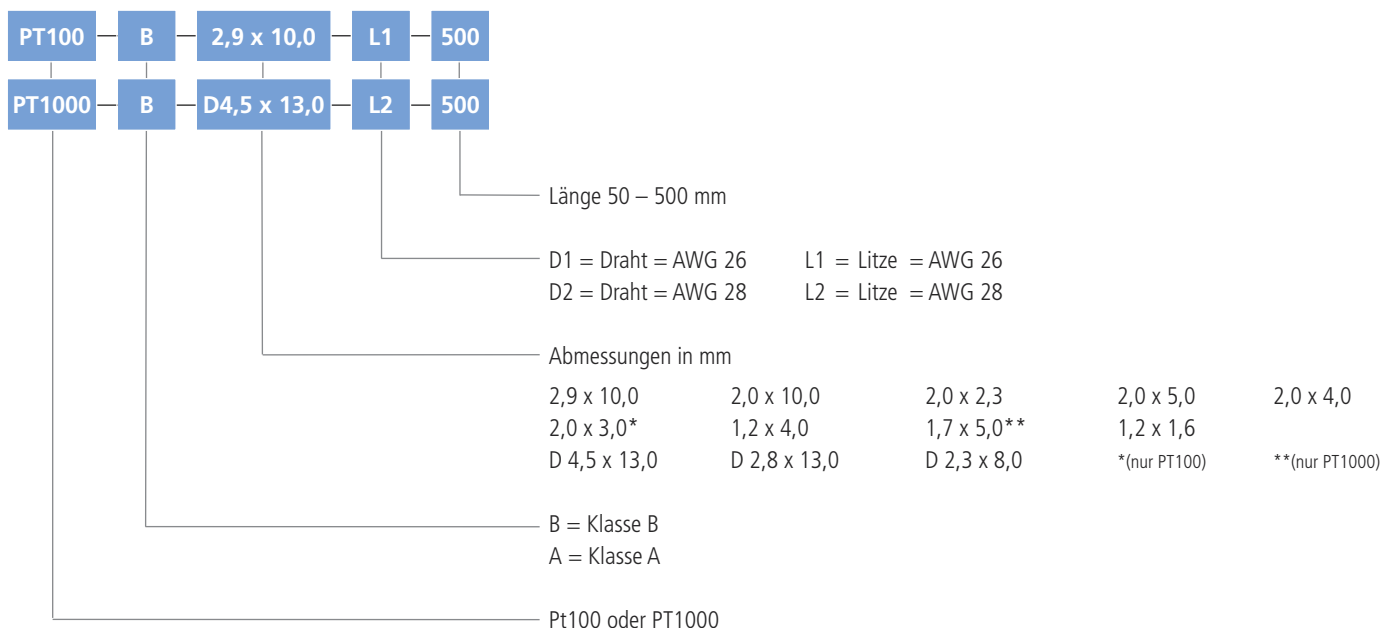 PT100 B 2,9 x 10,0 L1 500
PT1000 B D4,5 x 13,0 L2 500
Länge 50 – 500 mm
D1 = Draht = AWG 26 L1 = Litze = AWG 26
D2 = Draht = AWG 28 L2 = Litze = AWG 28
Abmessungen in mm
2,9 x 10,0 2,0 x 10,0 2,0 x 2,3 2,0 x 5,0 2,0 x 4,0
2,0 x 3,0* 1,2 x 4,0 1,7 x 5,0** 1,2 x 1,6
D 4,5 x 13,0 D 2,8 x 13,0 D 2,3 x 8,0 *(nur PT100) **(nur PT1000)
B = Klasse B
A = Klasse A
Pt100 oder PT1000